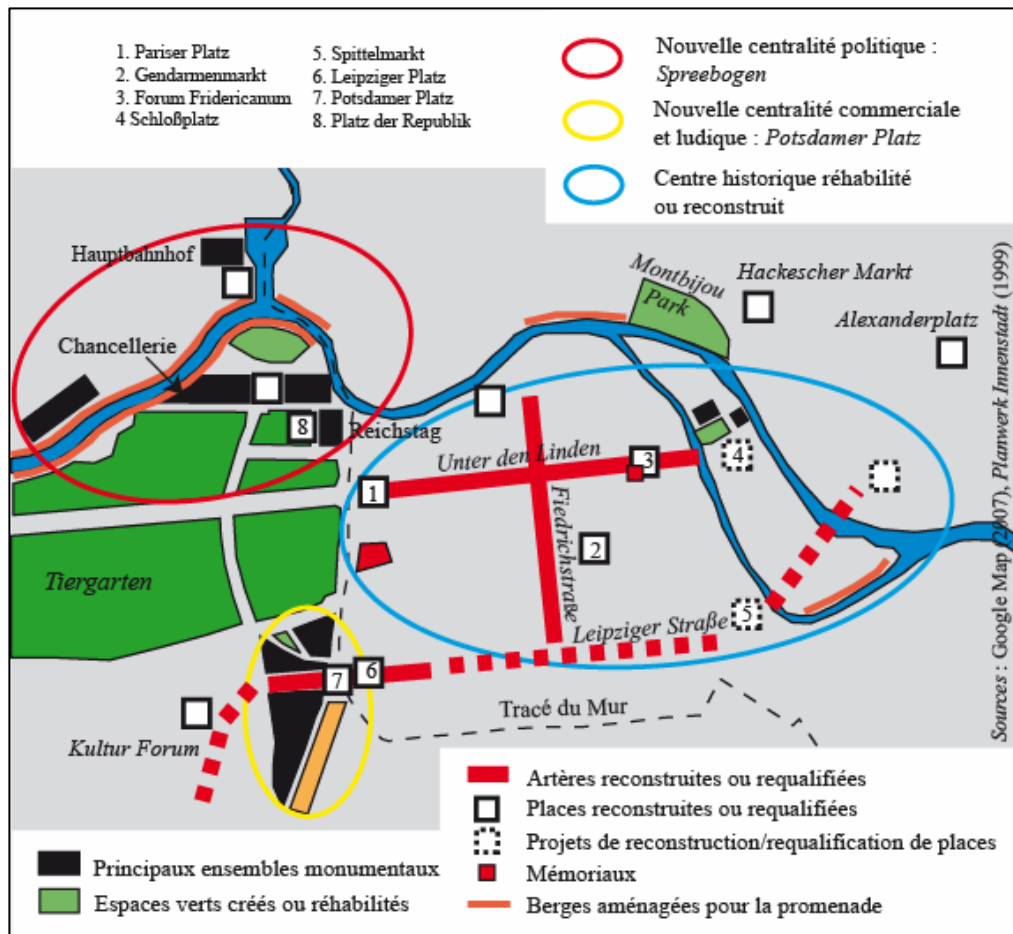 1. Pariser Platz
2. Gendarmenmarkt
3. Forum Fridericanum
4 Schloßplatz
5. Spittelmarkt
6. Leipziger Platz
7. Potsdamer Platz
8. Platz der Republik
Nouvelle centralité politique :
Spreebogen
Nouvelle centralité commerciale
et ludique : Potsdamer Platz
Centre historique réhabilité
ou reconstruit
Hauptbahnhof
Montbijou
Park
Hackescher Markt
Alexanderplatz
Chancellerie
8
Reichstag
Unter den Linden
3
4
1
Fiedrichstraße
2
Tiergarten
5
Leipziger Straße
6
7
Tracé du Mur
Kultur Forum
Sources : Google Map (2007), Planwerk Innenstadt (1999)
Artères reconstruites ou requalifiées
Places reconstruites ou requalifiées
Projets de reconstruction/requalification de places
Mémoriaux
Berges aménagées pour la promenade
Principaux ensembles monumentaux
Espaces verts créés ou réhabilités